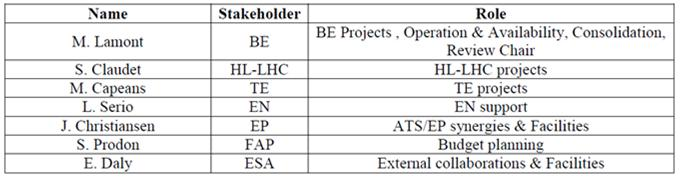 Name Stakeholder Role
M. Lamont BE BE Projects , Operation & Availability, Consolidation,
Review Chair
S. Claudet HL-LHC HL-LHC projects
M. Capeans TE TE projects
L. Serio EN EN support
J. Christiansen EP ATS/EP synergies & Facilities
S. Prodon FAP Budget planning
E. Daly ESA External collaborations & Facilities